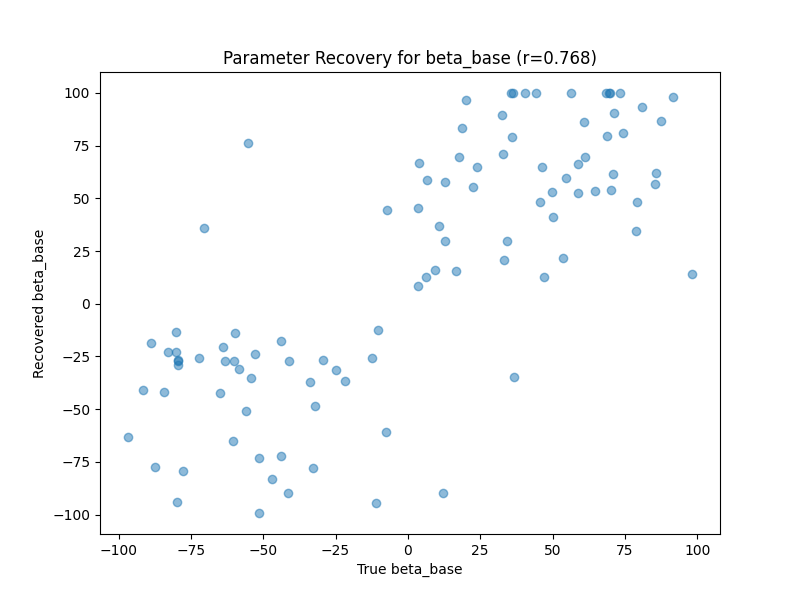 Parameter Recovery for beta_base (r=0.768)
100
75
50
25
0
−25
−50
−75
−100
Recovered beta_base
−100 −75 −50 −25 0 25 50 75 100
True beta_base